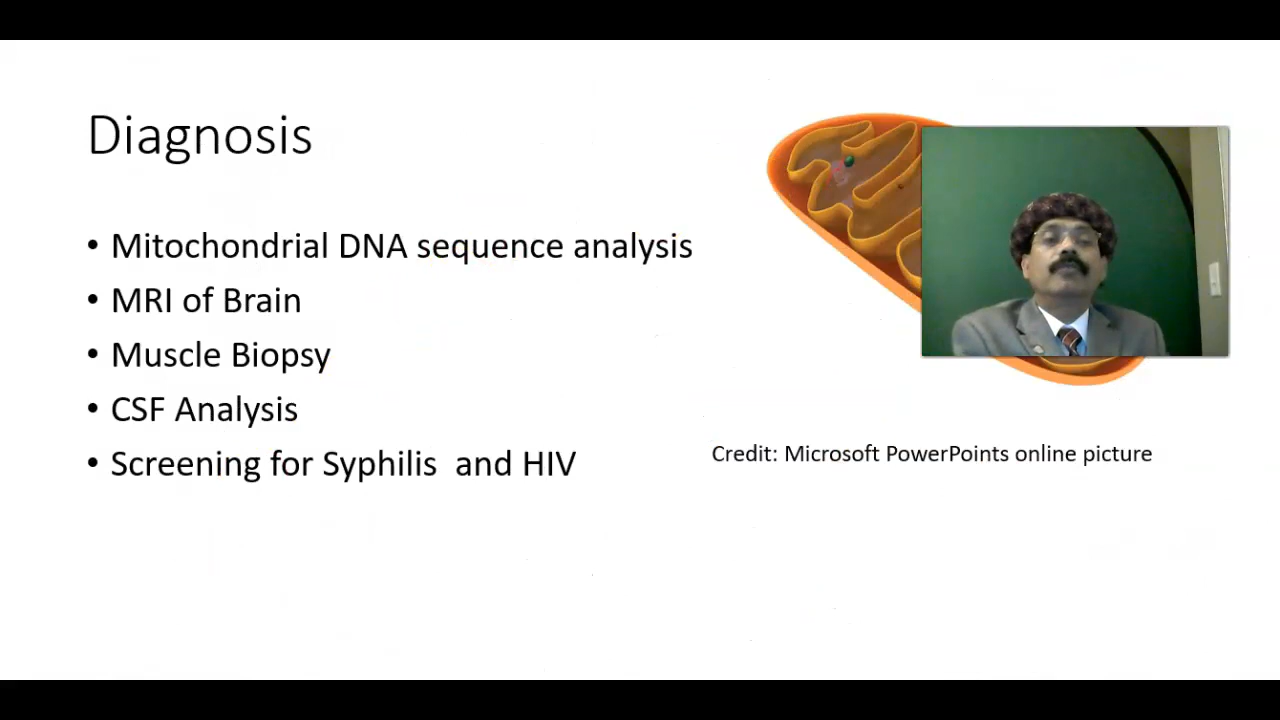 Diagnosis
• Mitochondrial DNA sequence analysis
• MRI of Brain
• Muscle Biopsy
• CSF Analysis
• Screening for Syphilis  and HIV
Credit: Microsoft PowerPoints online picture